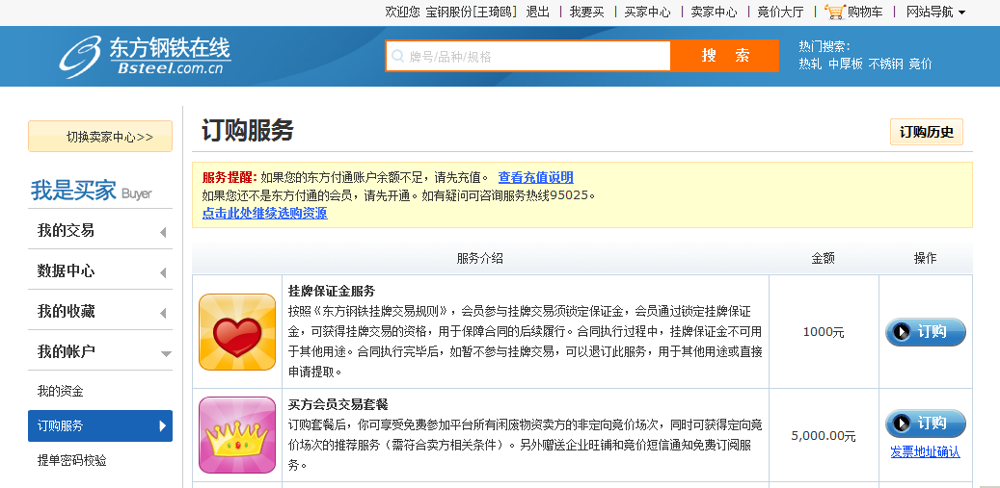 欢迎您 宝钢股份[王琦鸥] 退出 | 我要买 | 买家中心 | 卖家中心 | 竞价大厅 | 购物车 | 网站导航
东方钢铁在线
Bsteel.com.cn
牌号/品种/规格
搜 索
热门搜索:
热轧 中厚板 不锈钢 竞价
切换卖家中心>>
我是买家 Buyer
我的交易
数据中心
我的收藏
我的帐户
我的资金
订购服务
提单密码校验
订购服务
订购历史
服务提醒: 如果您的东方付通账户余额不足，请先充值。 查看充值说明
如果您还不是东方付通的会员，请先开通。如有疑问可咨询服务热线95025。
点击此处继续选购资源
服务介绍 金额 操作
挂牌保证金服务
按照《东方钢铁挂牌交易规则》，会员参与挂牌交易须锁定保证金，会员通过锁定挂牌保证
金，可获得挂牌交易的资格，用于保障合同的后续履行。合同执行过程中，挂牌保证金不可用
于其他用途。合同执行完毕后，如暂不参与挂牌交易，可以退订此服务，用于其他用途或直接
申请提取。
1000元
订购
买方会员交易套餐
订购套餐后，你可享受免费参加平台所有闲废物资卖方的非定向竞价场次，同时可获得定向竞
价场次的推荐服务（需符合卖方相关条件）。另外赠送企业旺铺和竞价短信通知免费订阅服
务。
5,000.00元
订购
发票地址确认